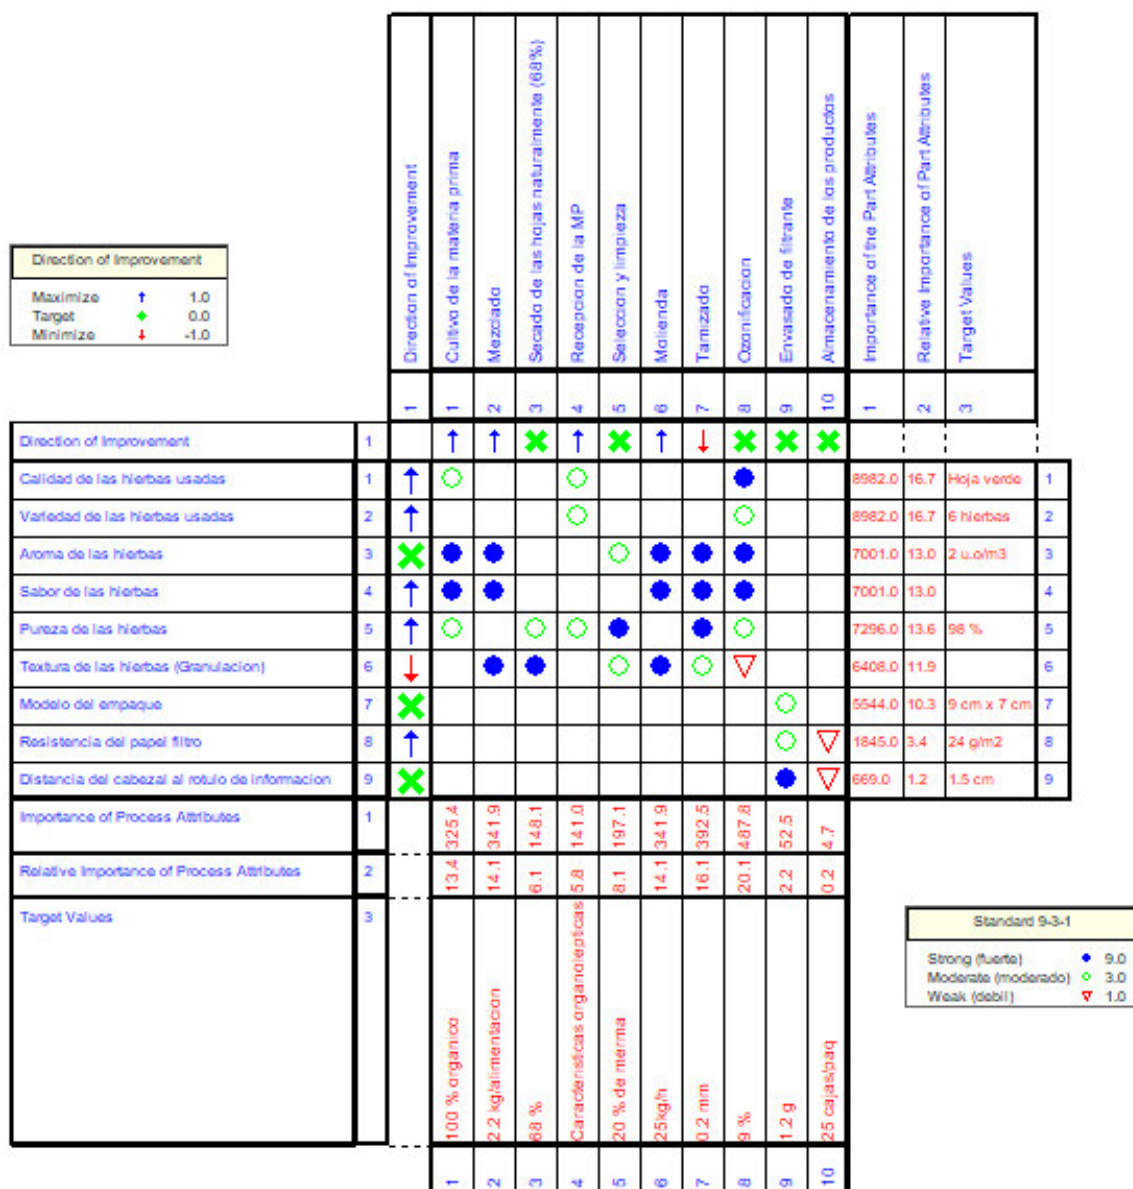 Direction of Improvement
Cultivo de la materia prima
Mezclado
Secado de las hojas naturalmente (68%)
Recepcion de la MP
Seleccion y limpieza
Molienda
Tamizado
Ozonificacion
Envasado de filtrante
Almacenamiento de los productos
Importance of the Part Attributes
Relative Importance of Part Attributes
Target Values
1 1 2 3 4 5 6 7 8 9 10 1 2 3
Direction of Improvement
Maximize 1.0
Target 0.0
Minimize -1.0
Direction of Improvement 1
Calidad de las hierbas usadas 1 8982.0 16.7 Hoja verde 1
Variedad de las hierbas usadas 2 8982.0 16.7 6 hierbas 2
Aroma de las hierbas 3 7001.0 13.0 2 u.o/m3 3
Sabor de las hierbas 4 7001.0 13.0 4
Pureza de las hierbas 5 7296.0 13.6 98 % 5
Textura de las hierbas (Granulacion) 6 6408.0 11.9 6
Modelo del empaque 7 5544.0 10.3 9 cm x 7 cm 7
Resistencia del papel filtro 8 1845.0 3.4 24 g/m2 8
Distancia del cabezal al rotulo de informacion 9 669.0 1.2 1.5 cm 9
Importance of Process Attributes 1 325.4 341.9 148.1 141.0 197.1 341.9 392.5 487.8 52.5 4.7
Relative Importance of Process Attributes 2 13.4 14.1 6.1 5.8 8.1 14.1 16.1 20.1 2.2 0.2
Target Values 3
100 % organico
2.2 kg/alimentacion
68 %
Caracteristicas organolepticas
20 % de merma
25kg/h
0.2 mm
9 %
1.2 g
25 cajas/paq
1 2 3 4 5 6 7 8 9 10
Standard 9-3-1
Strong (fuerte) 9.0
Moderate (moderado) 3.0
Weak (debil) 1.0